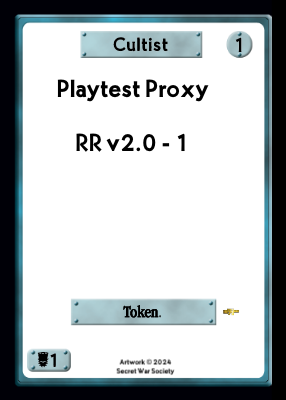 Cultist
1
Playtest Proxy
RR v2.0 - 1
Token.
1
Artwork © 2024
Secret War Society